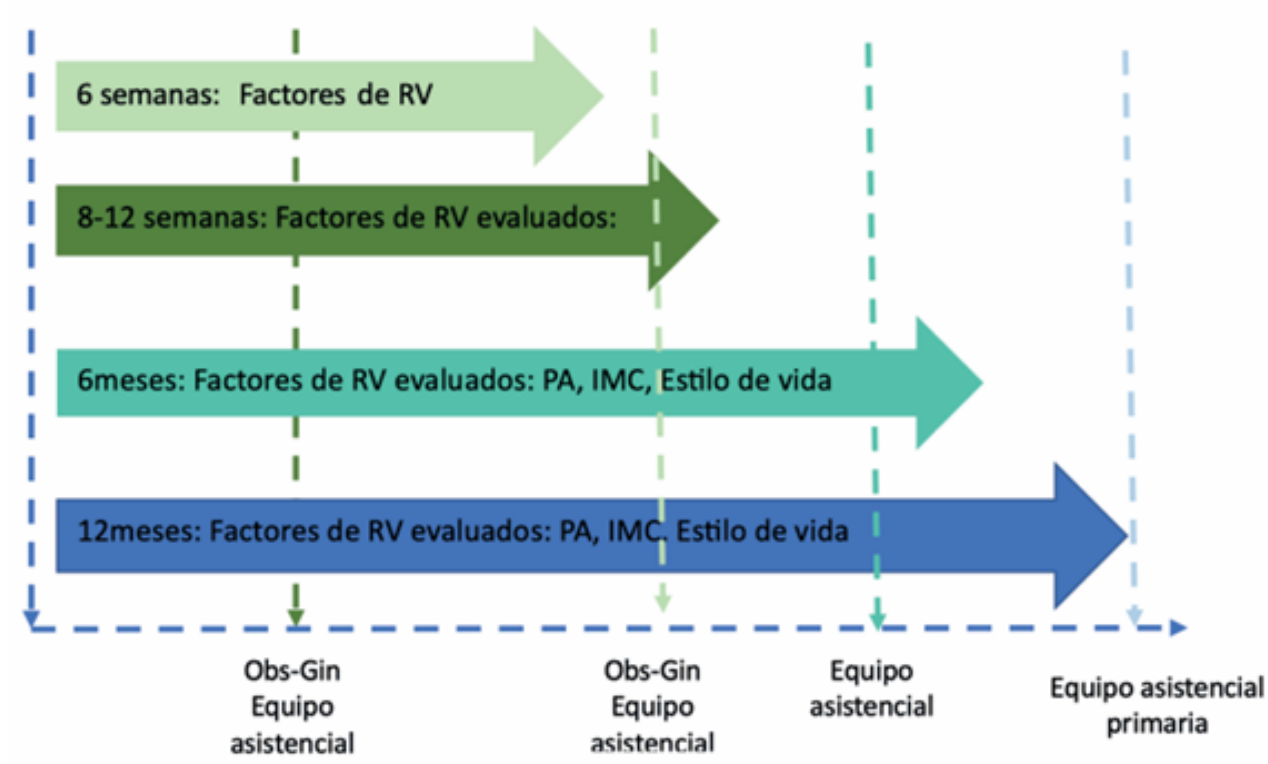 6 semanas: Factores de RV
8-12 semanas: Factores de RV evaluados:
6meses: Factores de RV evaluados: PA, IMC, Estilo de vida
12meses: Factores de RV evaluados: PA, IMC. Estilo de vida
Obs-Gin
Equipo
asistencial
Obs-Gin
Equipo
asistencial
Equipo
asistencial
Equipo asistencial
primaria